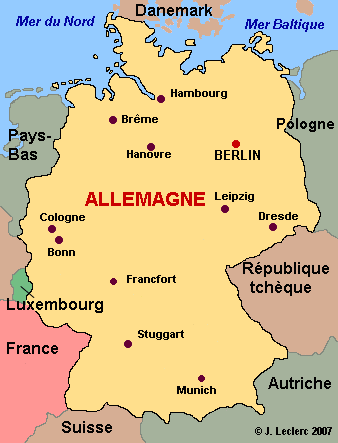 Danemark
Mer du Nord
Mer Baltique
Hambourg
Brême
Pologne
Pays-
Bas
Hanovre
BERLIN
ALLEMAGNE
Leipzig
Cologne
Dresde
Bonn
République
tchèque
Francfort
Luxembourg
France
Stuggart
Munich
Autriche
Suisse
© J. Leclerc 2007